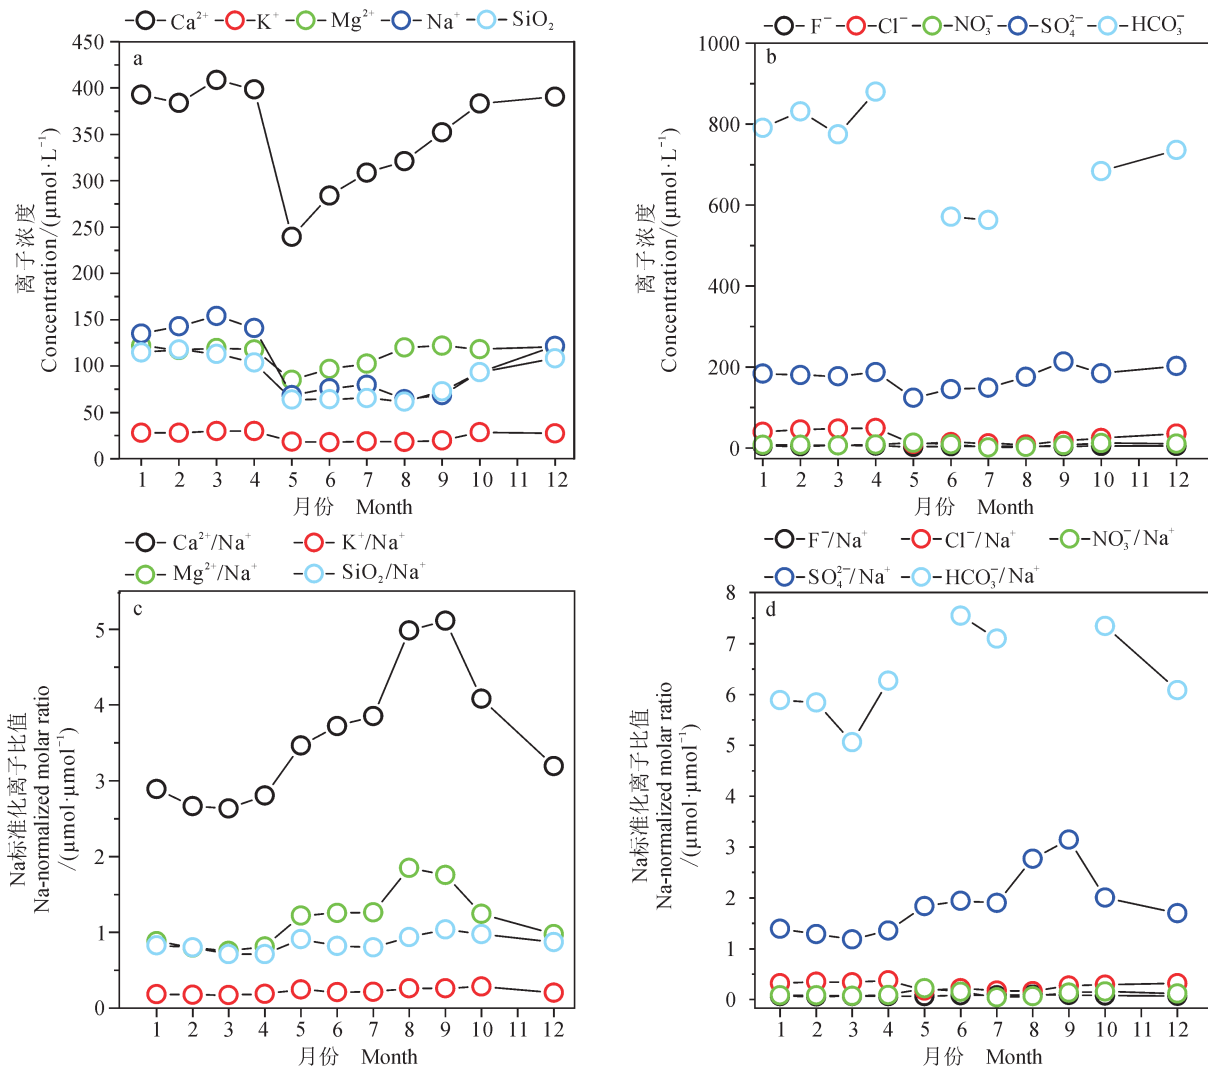 Ca²⁺ K⁺ Mg²⁺ Na⁺ SiO₂
a
450
400
350
300
250
200
150
100
50
0
离子浓度
Concentration/(μmol·L⁻¹)
1 2 3 4 5 6 7 8 9 10 11 12
月份 Month
F⁻ Cl⁻ NO₃⁻ SO₄²⁻ HCO₃⁻
b
1000
800
600
400
200
0
离子浓度
Concentration/(μmol·L⁻¹)
1 2 3 4 5 6 7 8 9 10 11 12
月份 Month
Ca²⁺/Na⁺ K⁺/Na⁺
Mg²⁺/Na⁺ SiO₂/Na⁺
c
5
4
3
2
1
0
Na标准化离子比值
Na-normalized molar ratio
/(μmol·μmol⁻¹)
1 2 3 4 5 6 7 8 9 10 11 12
月份 Month
F⁻/Na⁺ Cl⁻/Na⁺ NO₃⁻/Na⁺
SO₄²⁻/Na⁺ HCO₃⁻/Na⁺
d
8
7
6
5
4
3
2
1
0
Na标准化离子比值
Na-normalized molar ratio
/(μmol·μmol⁻¹)
1 2 3 4 5 6 7 8 9 10 11 12
月份 Month